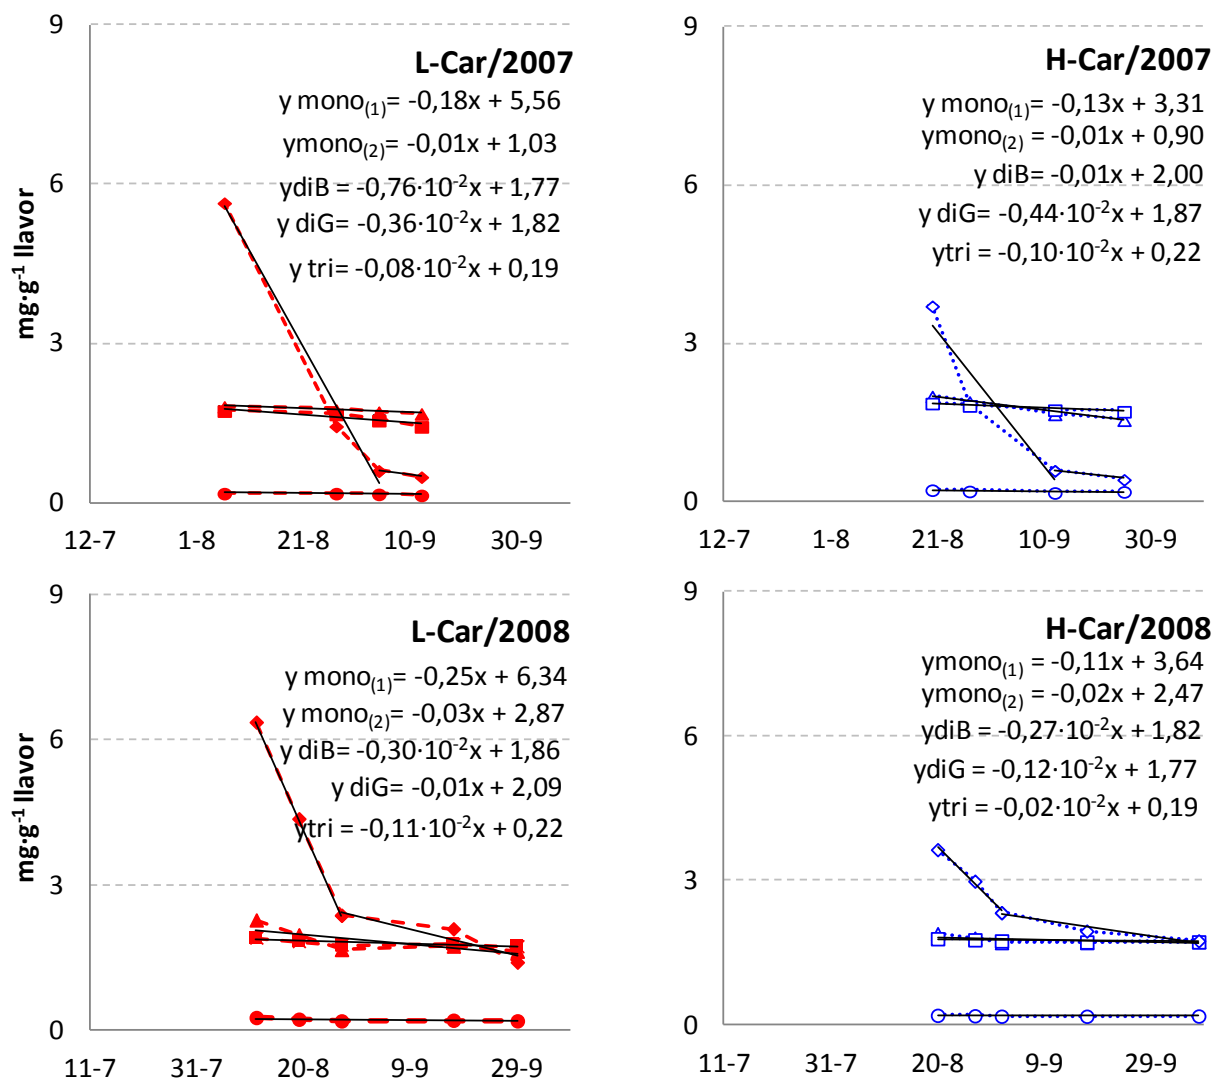 9
L-Car/2007
y mono(1)= -0,18x + 5,56
ymono(2)= -0,01x + 1,03
ydiB = -0,76·10-2x + 1,77
y diG= -0,36·10-2x + 1,82
y tri= -0,08·10-2x + 0,19
6
3
0
mg·g-1 llavor
12-7 1-8 21-8 10-9 30-9
9
H-Car/2007
y mono(1)= -0,13x + 3,31
ymono(2) = -0,01x + 0,90
y diB= -0,01x + 2,00
y diG= -0,44·10-2x + 1,87
ytri= -0,10·10-2x + 0,22
6
3
0
12-7 1-8 21-8 10-9 30-9
9
L-Car/2008
y mono(1)= -0,25x + 6,34
y mono(2)= -0,03x + 2,87
y diB= -0,30·10-2x + 1,86
y diG= -0,01x + 2,09
ytri = -0,11·10-2x + 0,22
6
3
0
mg·g-1 llavor
11-7 31-7 20-8 9-9 29-9
9
H-Car/2008
ymono(1) = -0,11x + 3,64
ymono(2) = -0,02x + 2,47
ydiB = -0,27·10-2x + 1,82
ydiG = -0,12·10-2x + 1,77
ytri = -0,02·10-2x + 0,19
6
3
0
11-7 31-7 20-8 9-9 29-9